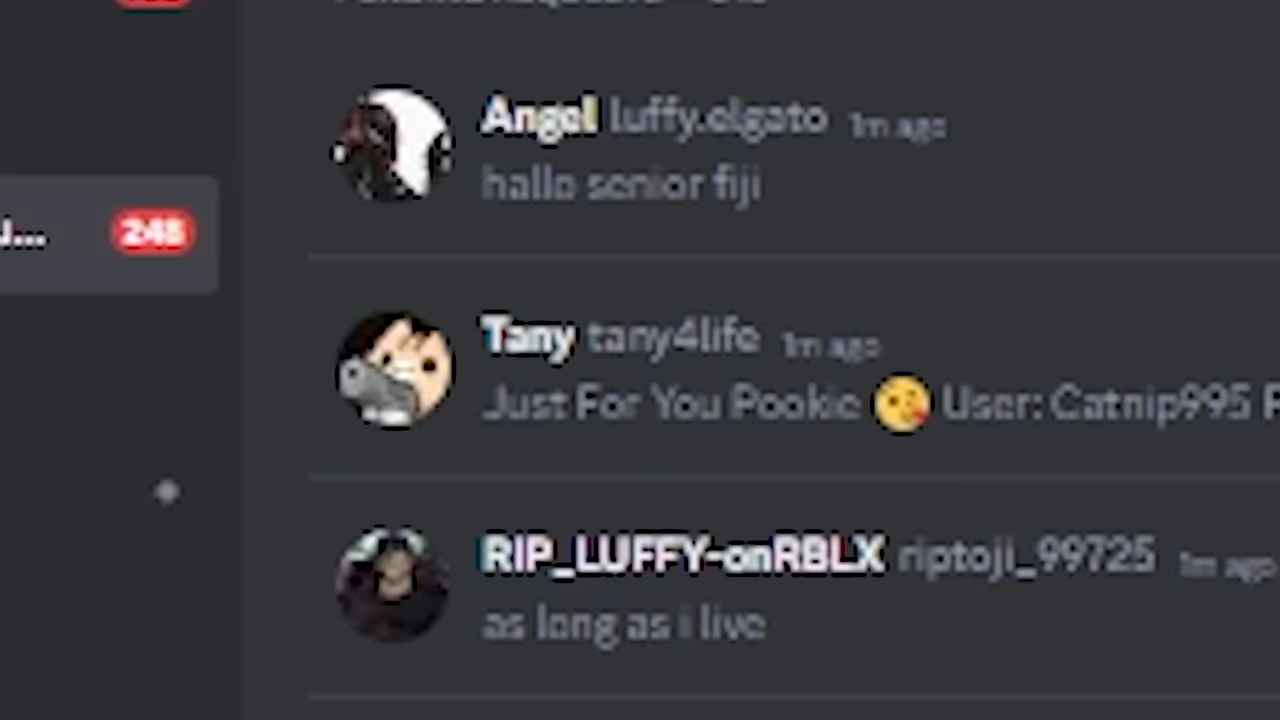 Angel luffy.elgato 1m ago
hallo senior fiji
248
Tany tany4life 1m ago
Just For You Pookie 😘 User: Catnip995
RIP_LUFFY-onRBLX riptoji_99725 1m ago
as long as i live